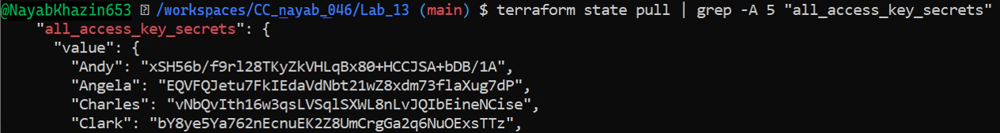 @NayabKhazin653 /workspaces/CC_nayab_046/Lab_13 (main) $ terraform state pull | grep -A 5 "all_access_key_secrets"
"all_access_key_secrets": {
"value": {
"Andy": "xSH56b/f9rl28TKyZkVHLqBx80+HCCJSA+bDB/1A",
"Angela": "EQVFQJetu7FkIEdaVdNbt21wZ8xdm73flaXug7dP",
"Charles": "vNbQvIth16w3qsLVSqlSXWL8nLvJQIbEineNCise",
"Clark": "bY8ye5Ya762nEcnuEK2Z8UmCrgGa2q6NuOExsTTz",